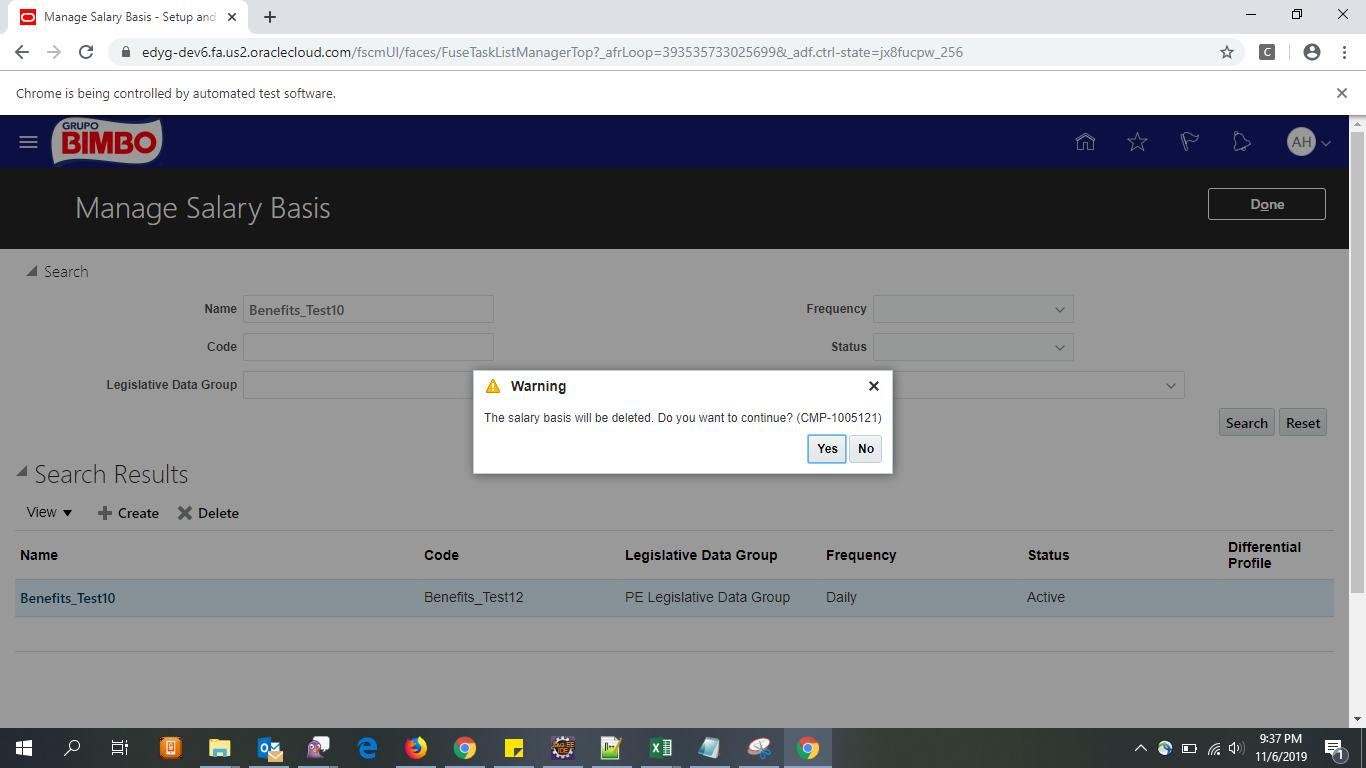 Manage Salary Basis - Setup and
edyg-dev6.fa.us2.oraclecloud.com/fscmUI/faces/FuseTaskListManagerTop?_afrLoop=393535733025699&_adf.ctrl-state=jx8fucpw_256
C
Chrome is being controlled by automated test software.
GRUPO
BIMBO
AH
Manage Salary Basis
Done
Search
Name Benefits_Test10 Frequency
Code Status
Legislative Data Group
Warning
The salary basis will be deleted. Do you want to continue? (CMP-1005121)
Yes No
Search Reset
Search Results
View Create Delete
Name Code Legislative Data Group Frequency Status Differential Profile
Benefits_Test10 Benefits_Test12 PE Legislative Data Group Daily Active
9:37 PM
11/6/2019
1